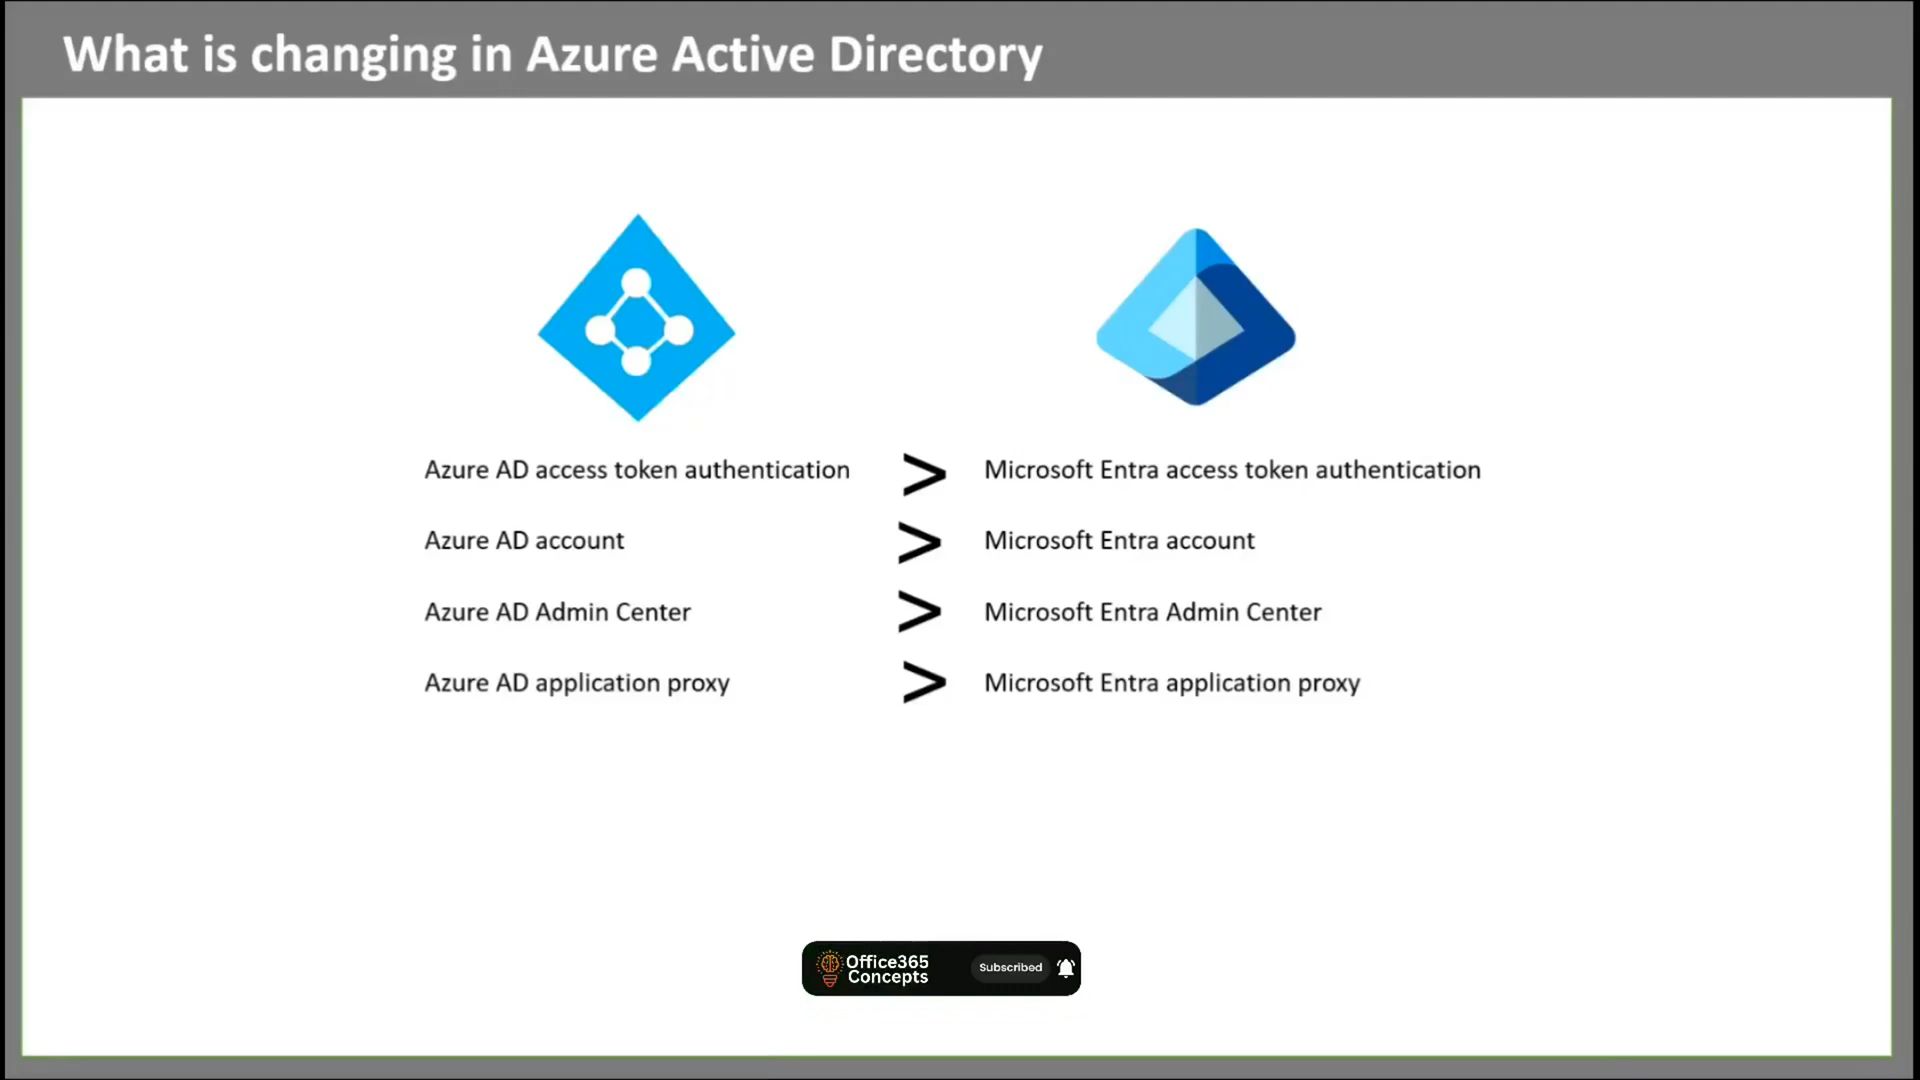 What is changing in Azure Active Directory
Azure AD access token authentication > Microsoft Entra access token authentication
Azure AD account > Microsoft Entra account
Azure AD Admin Center > Microsoft Entra Admin Center
Azure AD application proxy > Microsoft Entra application proxy
Office365
Concepts
Subscribed